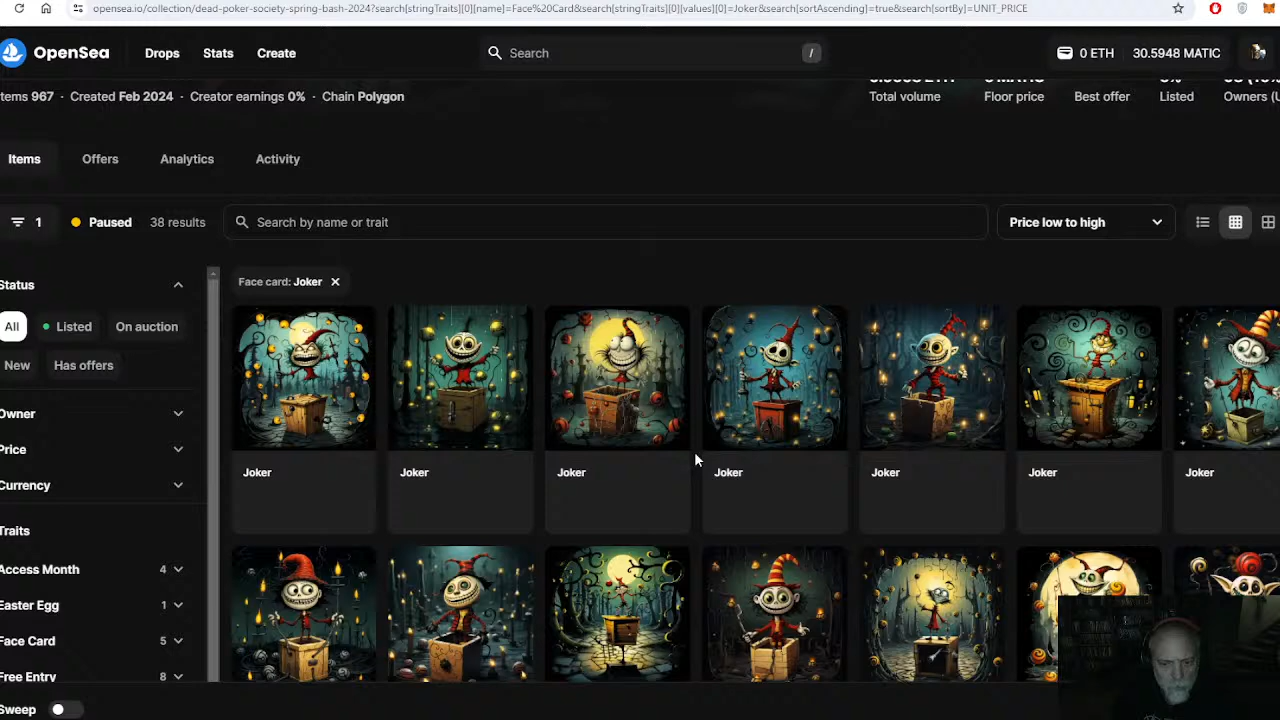 opensea.io/collection/dead-poker-society-spring-bash-2024?search[stringTraits][0][name]=Face%20Card&search[stringTraits][0][values][0]=Joker&search[sortAscending]=true&search[sortBy]=UNIT_PRICE
OpenSea Drops Stats Create Search / 0 ETH 30.5948 MATIC
Items 967 · Created Feb 2024 · Creator earnings 0% · Chain Polygon Total volume Floor price Best offer Listed Owners
Items Offers Analytics Activity
1 Paused 38 results Search by name or trait Price low to high
Status Face card: Joker
All Listed On auction
New Has offers
Owner
Price
Currency
Joker Joker Joker Joker Joker Joker Joker
Traits
Access Month 4
Easter Egg 1
Face Card 5
Free Entry 8
Sweep